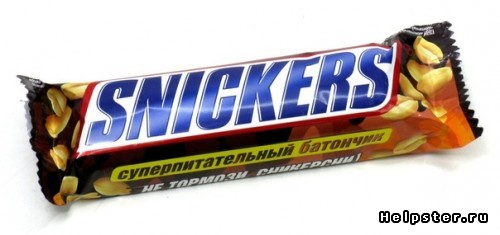 SNICKERS
суперпитательный батончик
НЕ ТОРМОЗИ, СНИКЕРСНИ!
Helpster.ru